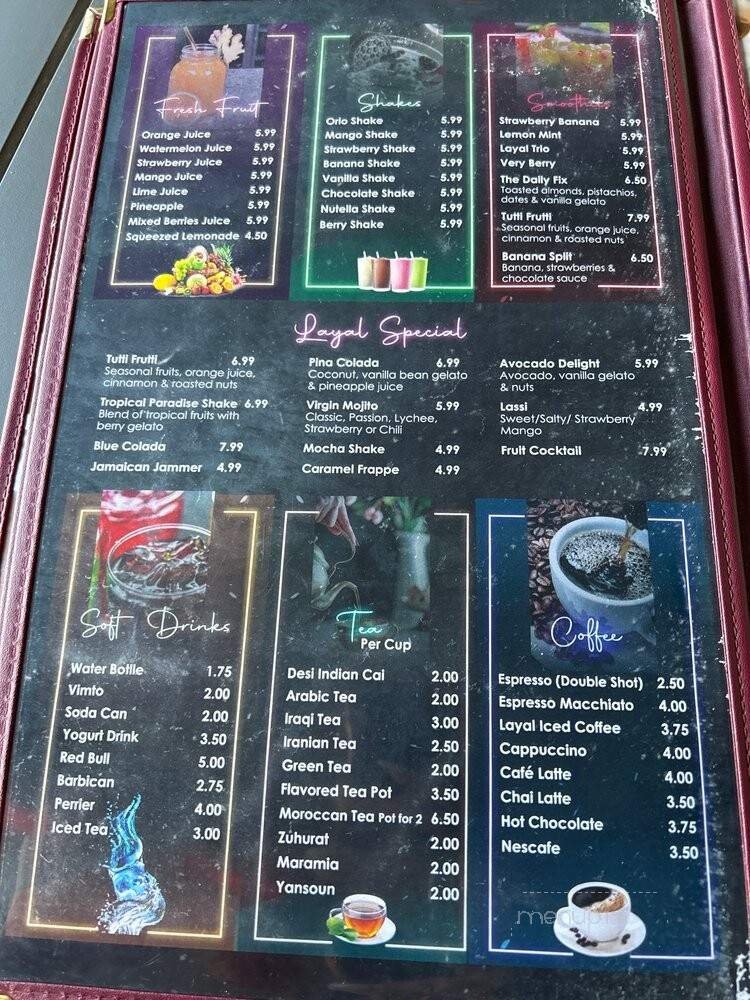 Fresh Fruit
Orange Juice 5.99
Watermelon Juice 5.99
Strawberry Juice 5.99
Mango Juice 5.99
Lime Juice 5.99
Pineapple 5.99
Mixed Berries Juice 5.99
Squeezed Lemonade 4.50
Shakes
Orio Shake 5.99
Mango Shake 5.99
Strawberry Shake 5.99
Banana Shake 5.99
Vanilla Shake 5.99
Chocolate Shake 5.99
Nutella Shake 5.99
Berry Shake 5.99
Smoothies
Strawberry Banana 5.99
Lemon Mint 5.99
Layal Trio 5.99
Very Berry 5.99
The Daily Fix 6.50
Toasted almonds, pistachios,
dates & vanilla gelato
Tutti Frutti 7.99
Seasonal fruits, orange juice,
cinnamon & roasted nuts
Banana Split 6.50
Banana, strawberries &
chocolate sauce
Layal Special
Tutti Frutti 6.99
Seasonal fruits, orange juice,
cinnamon & roasted nuts
Tropical Paradise Shake 6.99
Blend of tropical fruits with
berry gelato
Blue Colada 7.99
Jamaican Jammer 4.99
Pina Colada 6.99
Coconut, vanilla bean gelato
& pineapple juice
Virgin Mojito 5.99
Classic, Passion, Lychee,
Strawberry or Chili
Mocha Shake 4.99
Caramel Frappe 4.99
Avocado Delight 5.99
Avocado, vanilla gelato
& nuts
Lassi 4.99
Sweet/Salty/ Strawberry
Mango
Fruit Cocktail 7.99
Soft Drinks
Water Bottle 1.75
Vimto 2.00
Soda Can 2.00
Yogurt Drink 3.50
Red Bull 5.00
Barbican 2.75
Perrier 4.00
Iced Tea 3.00
Tea
Per Cup
Desi Indian Cai 2.00
Arabic Tea 2.00
Iraqi Tea 3.00
Iranian Tea 2.50
Green Tea 2.00
Flavored Tea Pot 3.50
Moroccan Tea Pot for 2 6.50
Zuhurat 2.00
Maramia 2.00
Yansoun 2.00
Coffee
Espresso (Double Shot) 2.50
Espresso Macchiato 4.00
Layal Iced Coffee 3.75
Cappuccino 4.00
Café Latte 4.00
Chai Latte 3.50
Hot Chocolate 3.75
Nescafe 3.50